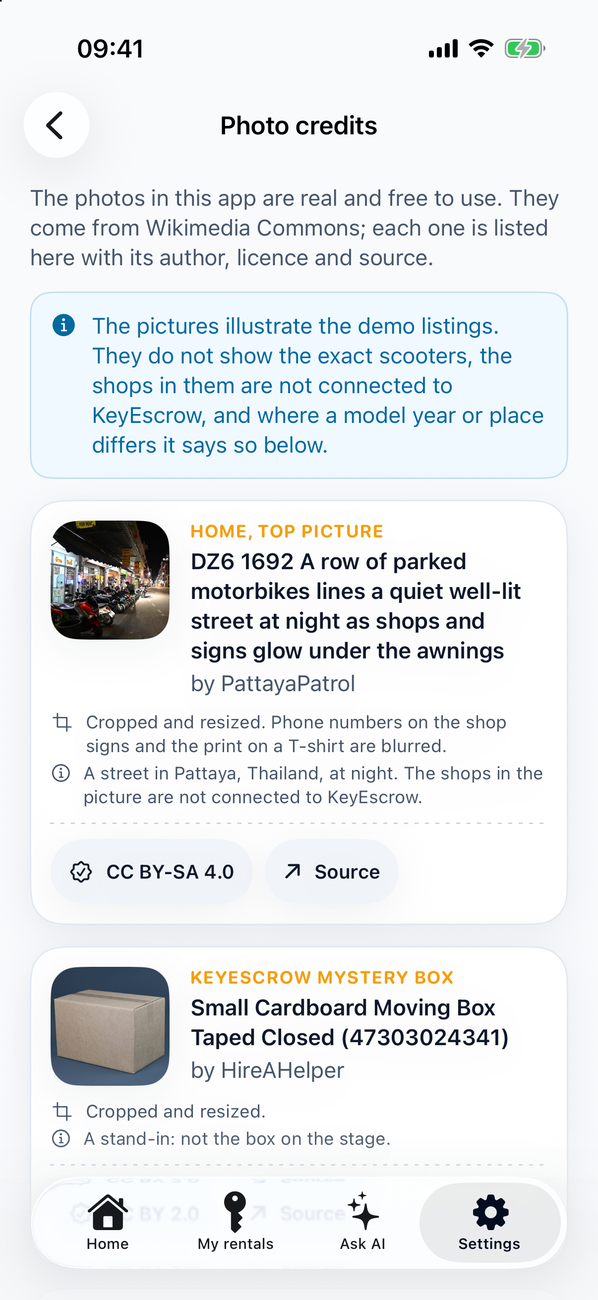 09:41
Photo credits
The photos in this app are real and free to use. They
come from Wikimedia Commons; each one is listed
here with its author, licence and source.
The pictures illustrate the demo listings.
They do not show the exact scooters, the
shops in them are not connected to
KeyEscrow, and where a model year or place
differs it says so below.
HOME, TOP PICTURE
DZ6 1692 A row of parked
motorbikes lines a quiet well-lit
street at night as shops and
signs glow under the awnings
by PattayaPatrol
Cropped and resized. Phone numbers on the shop
signs and the print on a T-shirt are blurred.
A street in Pattaya, Thailand, at night. The shops in the
picture are not connected to KeyEscrow.
CC BY-SA 4.0
Source
KEYESCROW MYSTERY BOX
Small Cardboard Moving Box
Taped Closed (47303024341)
by HireAHelper
Cropped and resized.
A stand-in: not the box on the stage.
CC BY 2.0
Source
Home
My rentals
Ask AI
Settings